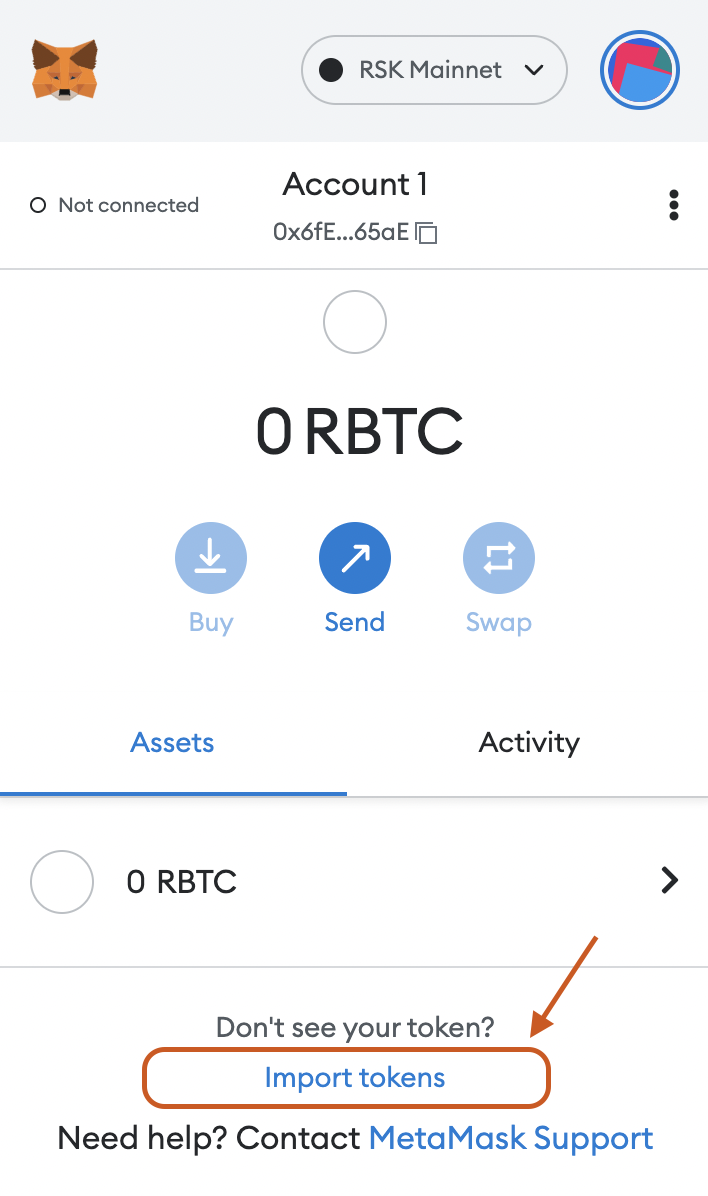 RSK Mainnet
Account 1
Not connected
0x6fE...65aE
0 RBTC
Buy
Send
Swap
Assets
Activity
0 RBTC
Don't see your token?
Import tokens
Need help? Contact MetaMask Support